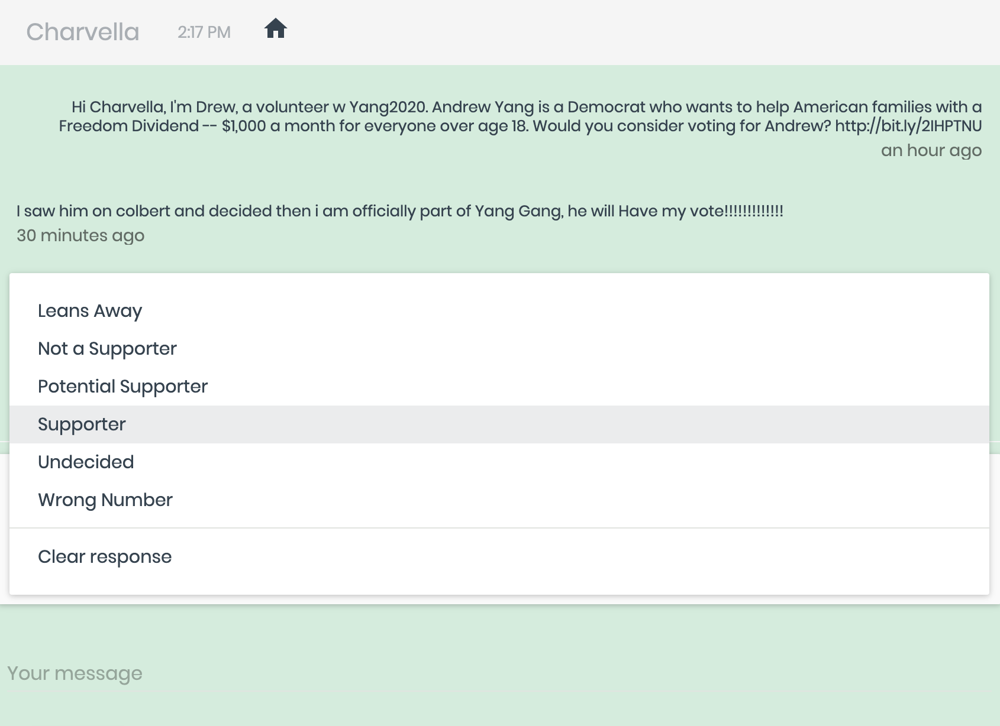 Charvella
2:17 PM
Hi Charvella, I'm Drew, a volunteer w Yang2020. Andrew Yang is a Democrat who wants to help American families with a
Freedom Dividend -- $1,000 a month for everyone over age 18. Would you consider voting for Andrew? http://bit.ly/2IHPTNU
an hour ago
I saw him on colbert and decided then i am officially part of Yang Gang, he will Have my vote!!!!!!!!!!!!!
30 minutes ago
Leans Away
Not a Supporter
Potential Supporter
Supporter
Undecided
Wrong Number
Clear response
Your message